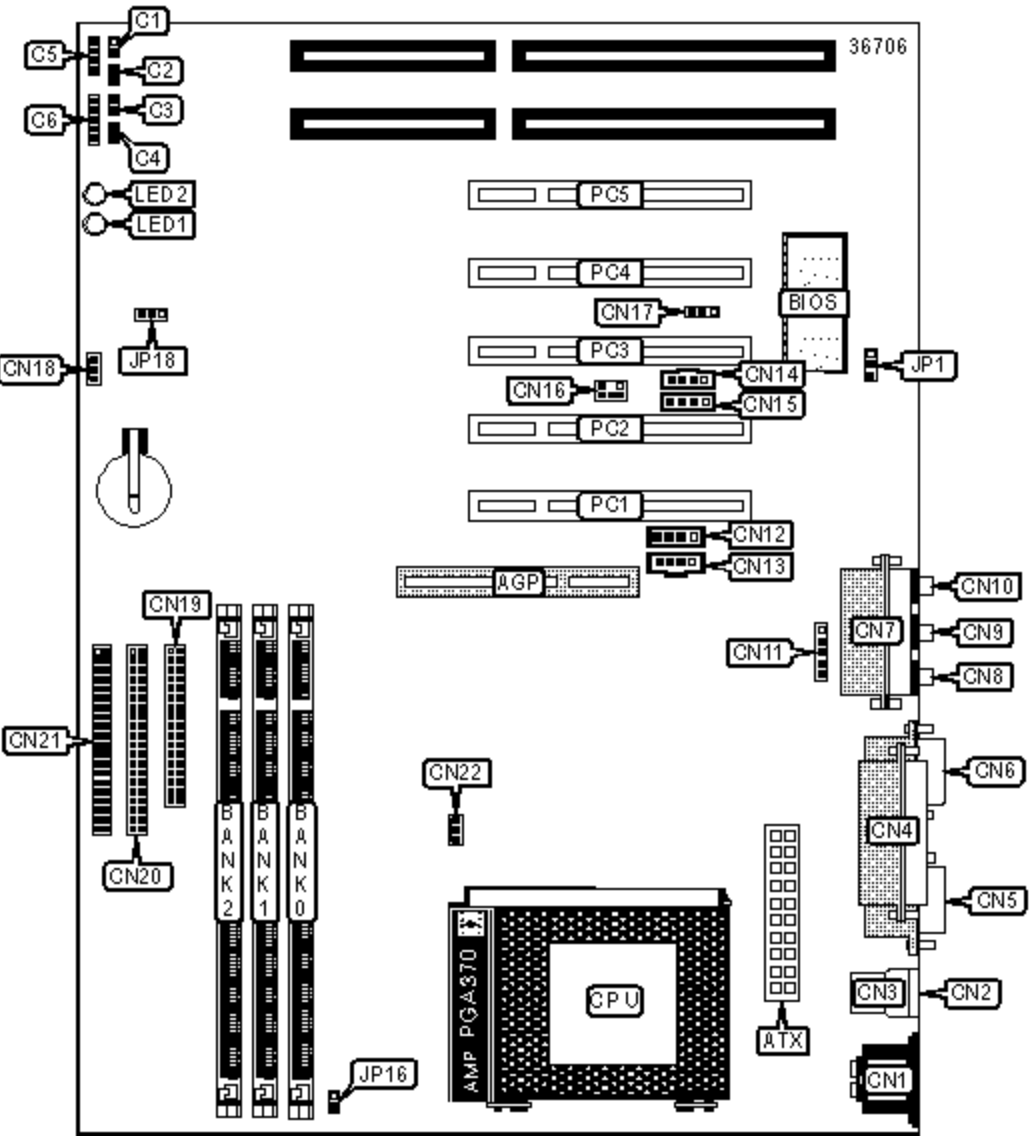 C1
36706
C5
C2
C3
C6
C4
LED2
PC5
LED1
PC4
BIOS
CN17
JP18
PC3
CN18
JP1
CN14
CN16
CN15
PC2
PC1
CN12
CN13
AGP
CN10
CN19
CN7
CN9
CN11
CN8
CN21
CN22
CN6
CN4
CN20
BANK2
BANK1
BANK0
CN5
AMP PGA370
CPU
CN3
CN2
ATX
JP16
CN1